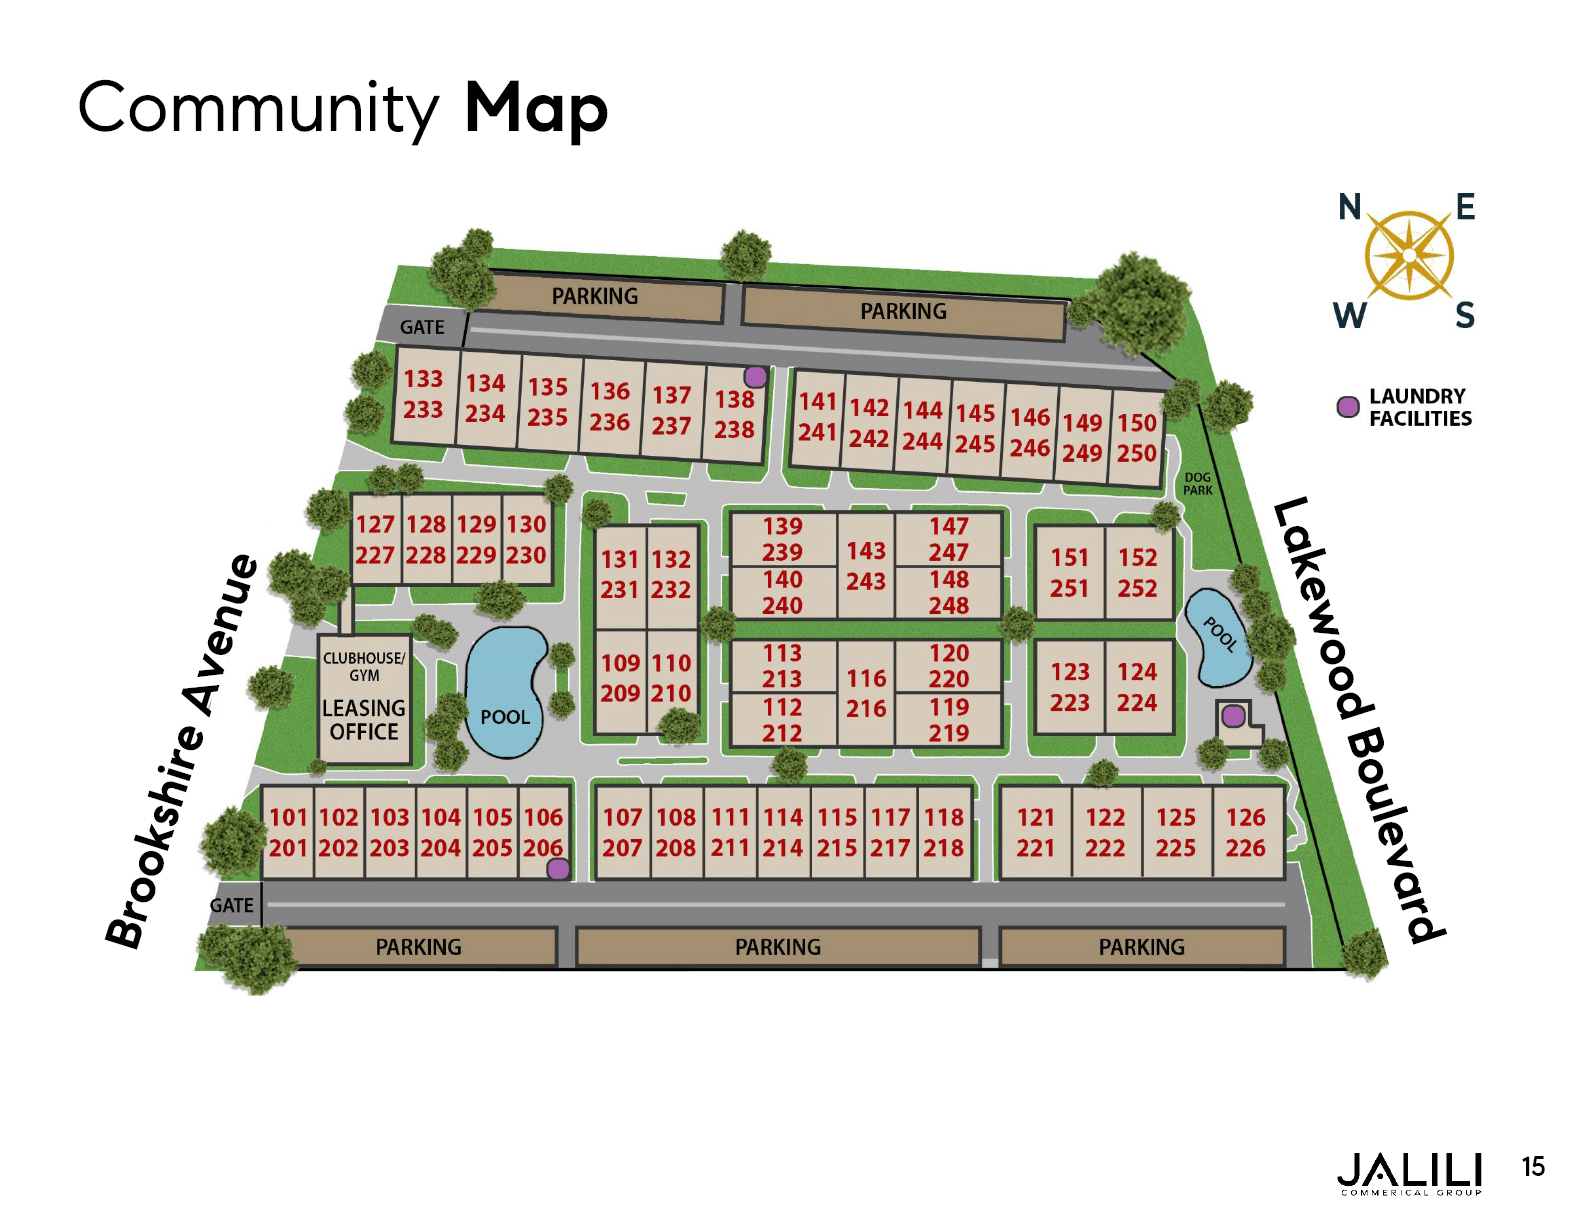 Community Map
N E
W S
LAUNDRY
FACILITIES
PARKING
PARKING
GATE
133 134 135 136 137 138 141 142 144 145 146 149 150
233 234 235 236 237 238 241 242 244 245 246 249 250
DOG
PARK
127 128 129 130
227 228 229 230
131 132
231 232
109 110
209 210
139
239
140
240
143
243
147
247
148
248
151 152
251 252
113
213
112
212
116
216
120
220
119
219
123 124
223 224
POOL
CLUBHOUSE/
GYM
LEASING
OFFICE
POOL
101 102 103 104 105 106 107 108 111 114 115 117 118 121 122 125 126
201 202 203 204 205 206 207 208 211 214 215 217 218 221 222 225 226
GATE
PARKING
PARKING
PARKING
Brookshire Avenue
Lakewood Boulevard
JALILI
COMMERICAL GROUP
15